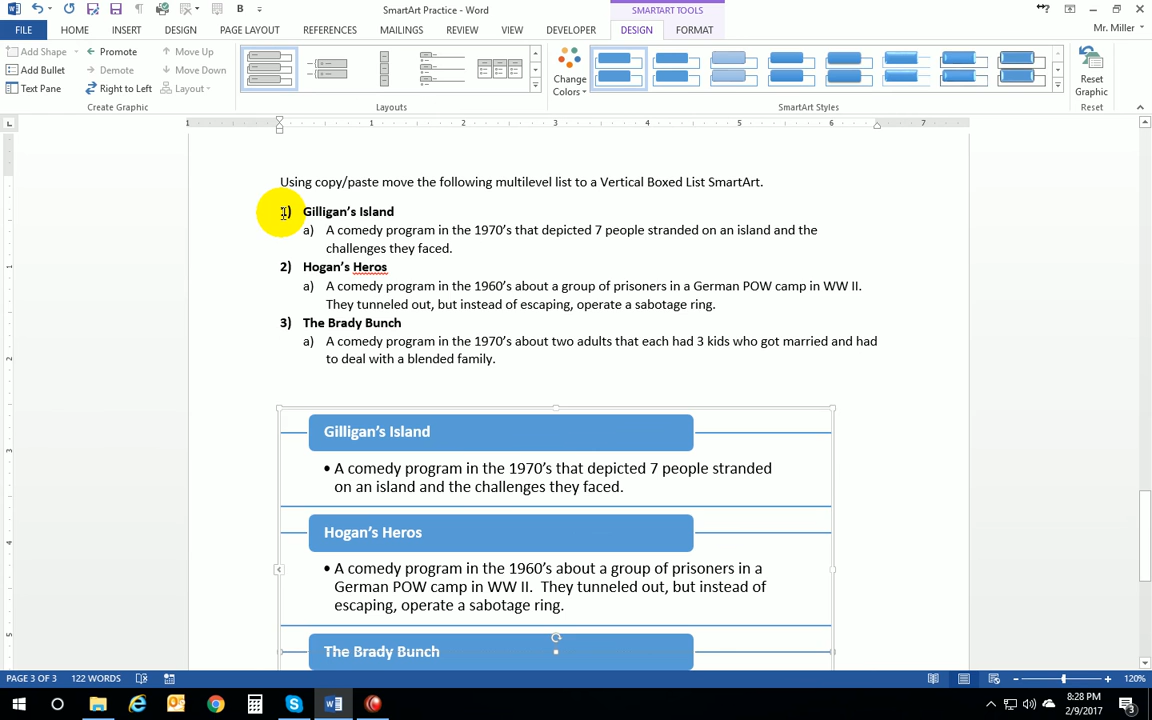 SmartArt Practice - Word
SMARTART TOOLS
FILE HOME INSERT DESIGN PAGE LAYOUT REFERENCES MAILINGS REVIEW VIEW DEVELOPER DESIGN FORMAT
Mr. Miller
Add Shape Promote Move Up
Add Bullet Demote Move Down
Text Pane Right to Left Layout
Create Graphic
Layouts
Change
Colors
SmartArt Styles
Reset
Graphic
Reset
1 1 2 3 4 5 6 7
Using copy/paste move the following multilevel list to a Vertical Boxed List SmartArt.
1) Gilligan's Island
a) A comedy program in the 1970's that depicted 7 people stranded on an island and the
challenges they faced.
2) Hogan's Heros
a) A comedy program in the 1960's about a group of prisoners in a German POW camp in WW II.
They tunneled out, but instead of escaping, operate a sabotage ring.
3) The Brady Bunch
a) A comedy program in the 1970's about two adults that each had 3 kids who got married and had
to deal with a blended family.
Gilligan's Island
• A comedy program in the 1970's that depicted 7 people stranded
on an island and the challenges they faced.
Hogan's Heros
• A comedy program in the 1960's about a group of prisoners in a
German POW camp in WW II. They tunneled out, but instead of
escaping, operate a sabotage ring.
The Brady Bunch
PAGE 3 OF 3 122 WORDS
120%
8:28 PM
2/9/2017